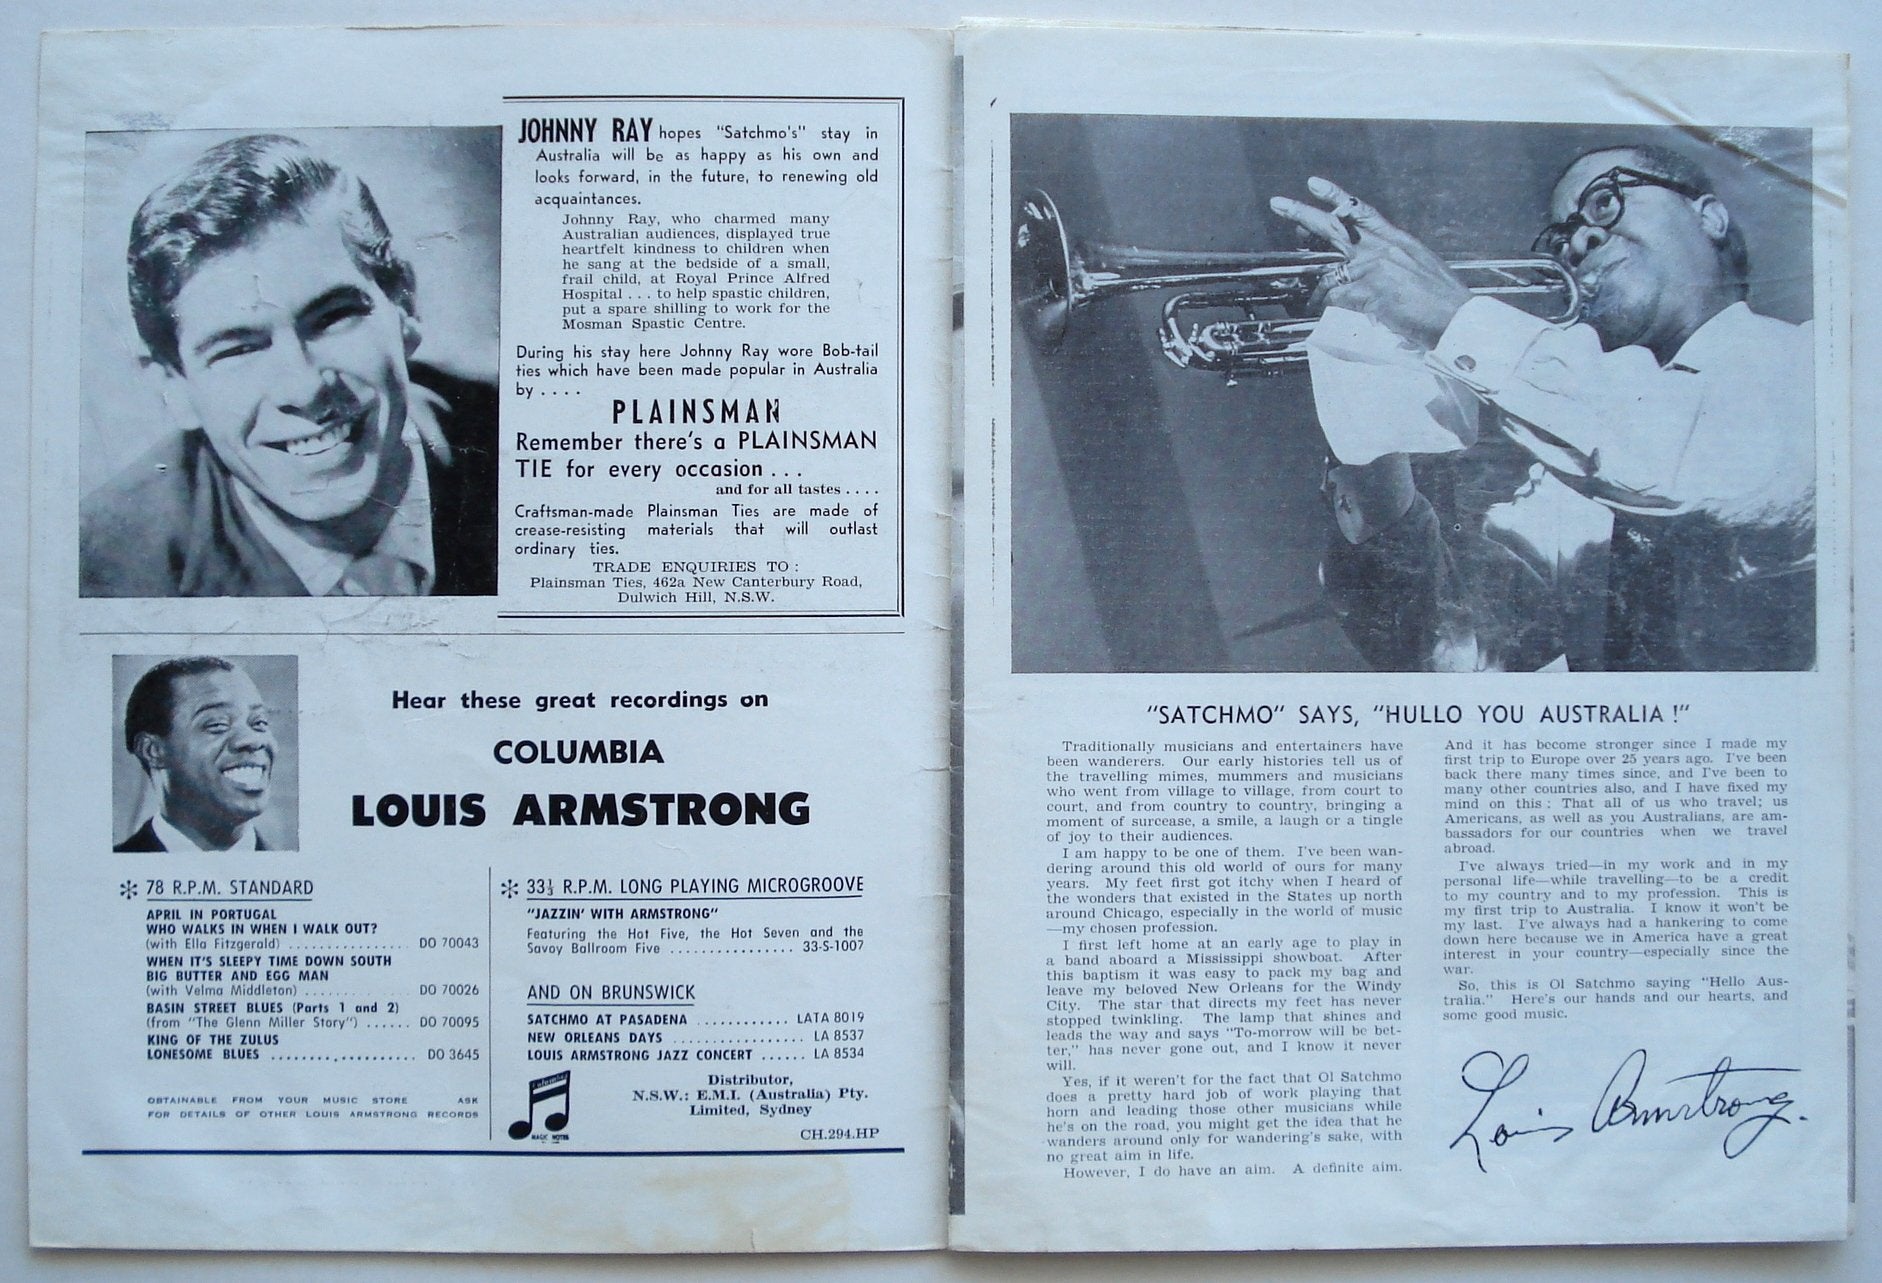 JOHNNY RAY hopes "Satchmo's" stay in
Australia will be as happy as his own and
looks forward, in the future, to renewing old
acquaintances.
Johnny Ray, who charmed many
Australian audiences, displayed true
heartfelt kindness to children when
he sang at the bedside of a small,
frail child, at Royal Prince Alfred
Hospital . . . to help spastic children,
put a spare shilling to work for the
Mosman Spastic Centre.
During his stay here Johnny Ray wore Bob-tail
ties which have been made popular in Australia
by . . . .
PLAINSMAN
Remember there's a PLAINSMAN
TIE for every occasion . . .
and for all tastes . . . .
Craftsman-made Plainsman Ties are made of
crease-resisting materials that will outlast
ordinary ties.
TRADE ENQUIRIES TO :
Plainsman Ties, 462a New Canterbury Road,
Dulwich Hill, N.S.W.
Hear these great recordings on
COLUMBIA
LOUIS ARMSTRONG
* 78 R.P.M. STANDARD
APRIL IN PORTUGAL
WHO WALKS IN WHEN I WALK OUT?
(with Ella Fitzgerald) ................ DO 70043
WHEN IT'S SLEEPY TIME DOWN SOUTH
BIG BUTTER AND EGG MAN
(with Velma Middleton) .............. DO 70026
BASIN STREET BLUES (Parts 1 and 2)
(from "The Glenn Miller Story") ...... DO 70095
KING OF THE ZULUS
LONESOME BLUES .................... DO 3645
OBTAINABLE FROM YOUR MUSIC STORE ASK
FOR DETAILS OF OTHER LOUIS ARMSTRONG RECORDS
* 33⅓ R.P.M. LONG PLAYING MICROGROOVE
"JAZZIN' WITH ARMSTRONG"
Featuring the Hot Five, the Hot Seven and the
Savoy Ballroom Five ................ 33-S-1007
AND ON BRUNSWICK
SATCHMO AT PASADENA ............ LATA 8019
NEW ORLEANS DAYS ................ LA 8537
LOUIS ARMSTRONG JAZZ CONCERT ...... LA 8534
Columbia
MAGIC NOTES
Distributor,
N.S.W.: E.M.I. (Australia) Pty.
Limited, Sydney
CH.294.HP
"SATCHMO" SAYS, "HULLO YOU AUSTRALIA !"
Traditionally musicians and entertainers have
been wanderers. Our early histories tell us of
the travelling mimes, mummers and musicians
who went from village to village, from court to
court, and from country to country, bringing a
moment of surcease, a smile, a laugh or a tingle
of joy to their audiences.
I am happy to be one of them. I've been wan-
dering around this old world of ours for many
years. My feet first got itchy when I heard of
the wonders that existed in the States up north
around Chicago, especially in the world of music
—my chosen profession.
I first left home at an early age to play in
a band aboard a Mississippi showboat. After
this baptism it was easy to pack my bag and
leave my beloved New Orleans for the Windy
City. The star that directs my feet has never
stopped twinkling. The lamp that shines and
leads the way and says "To-morrow will be bet-
ter," has never gone out, and I know it never
will.
Yes, if it weren't for the fact that Ol Satchmo
does a pretty hard job of work playing that
horn and leading those other musicians while
he's on the road, you might get the idea that he
wanders around only for wandering's sake, with
no great aim in life.
However, I do have an aim. A definite aim.
And it has become stronger since I made my
first trip to Europe over 25 years ago. I've been
back there many times since, and I've been to
many other countries also, and I have fixed my
mind on this : That all of us who travel; us
Americans, as well as you Australians, are am-
bassadors for our countries when we travel
abroad.
I've always tried—in my work and in my
personal life—while travelling—to be a credit
to my country and to my profession. This is
my first trip to Australia. I know it won't be
my last. I've always had a hankering to come
down here because we in America have a great
interest in your country—especially since the
war.
So, this is Ol Satchmo saying "Hello Aus-
tralia." Here's our hands and our hearts, and
some good music.
Louis Armstrong.